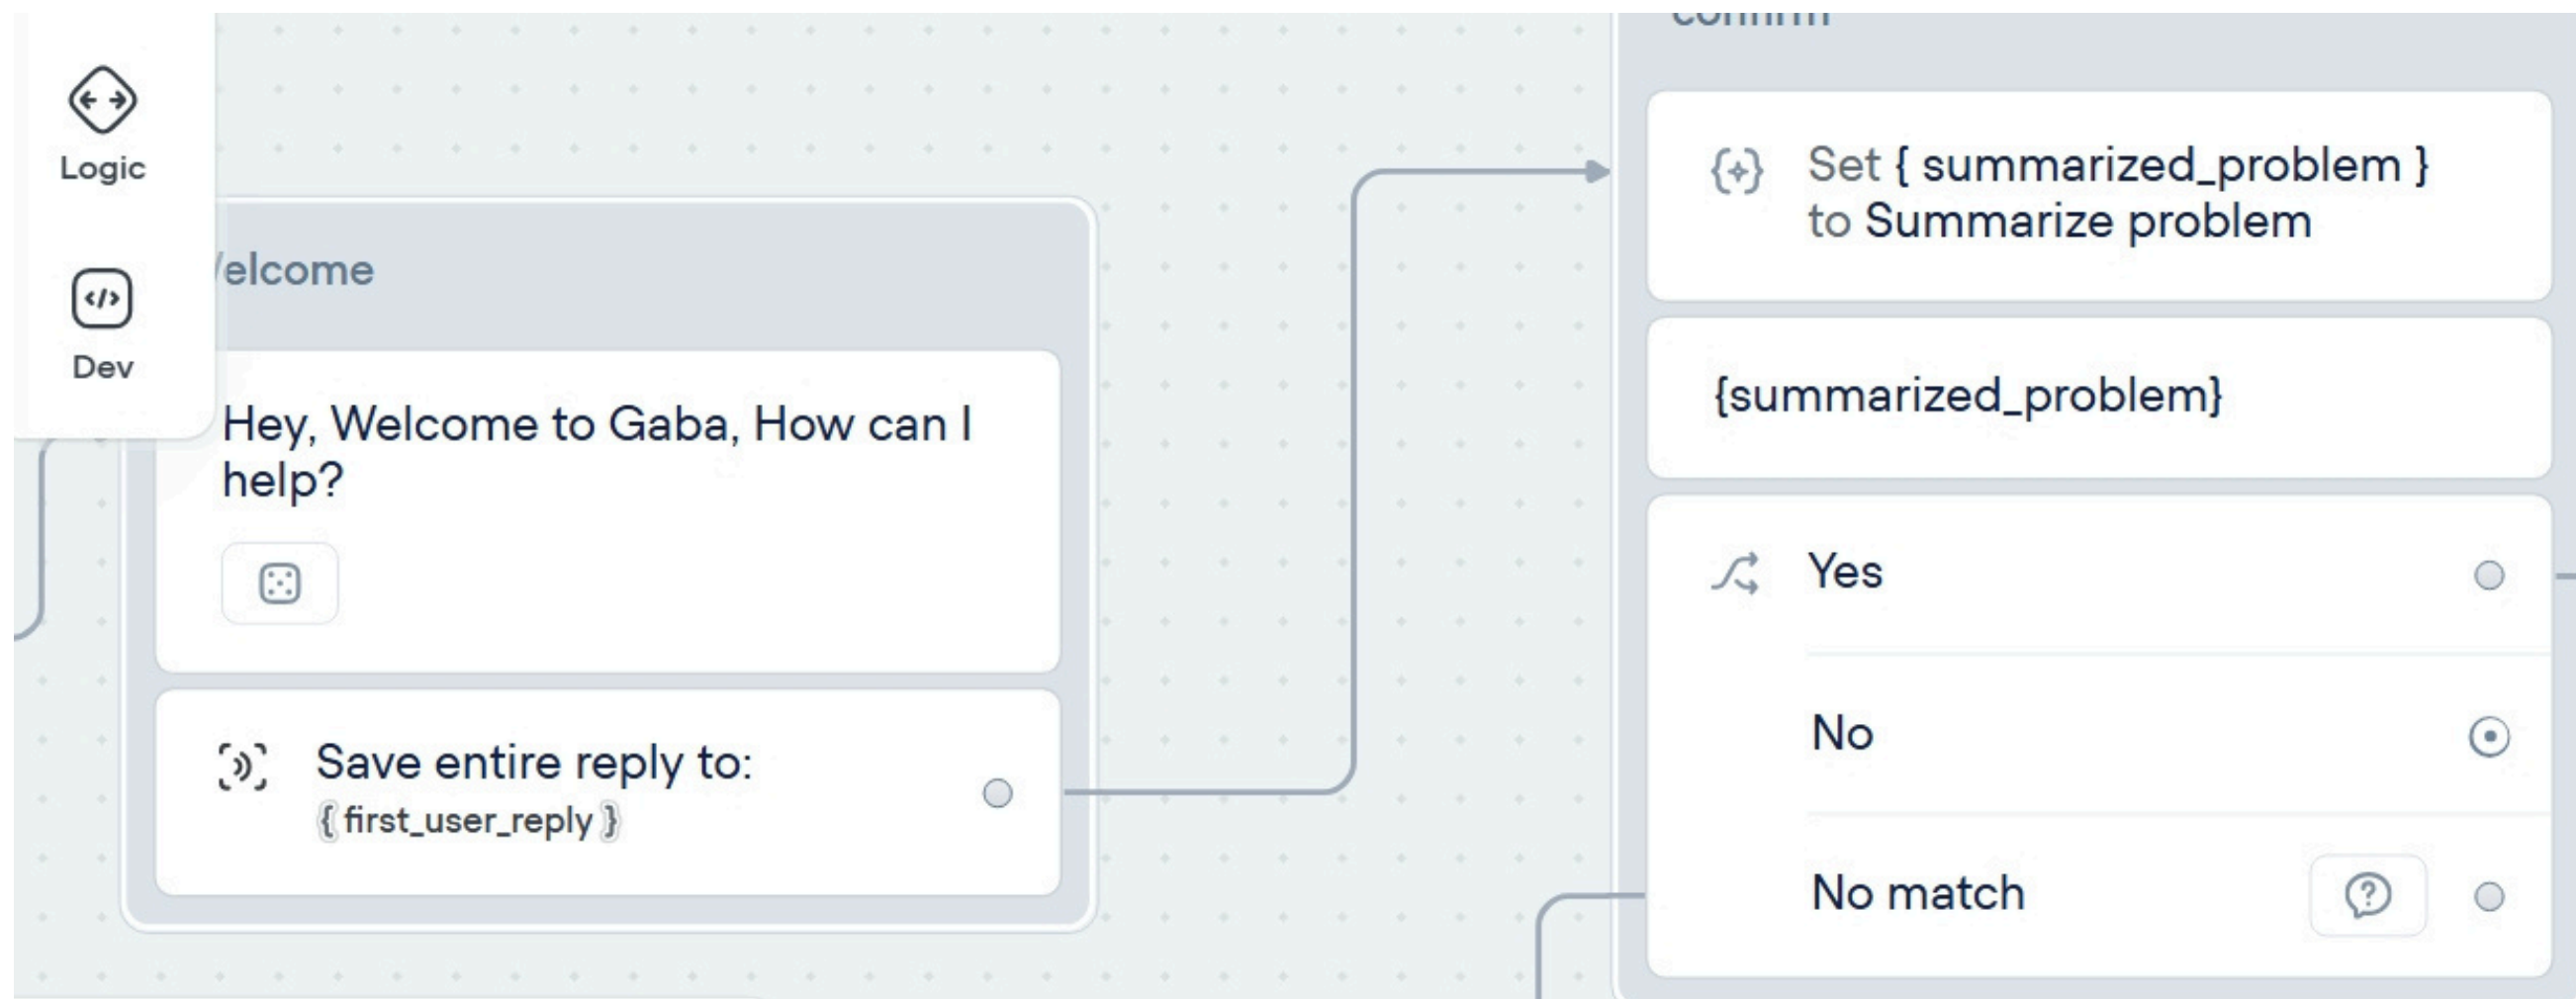 confirm
Logic
Dev
elcome
Hey, Welcome to Gaba, How can I
help?
Save entire reply to:
{ first_user_reply }
Set { summarized_problem }
to Summarize problem
{summarized_problem}
Yes
No
No match